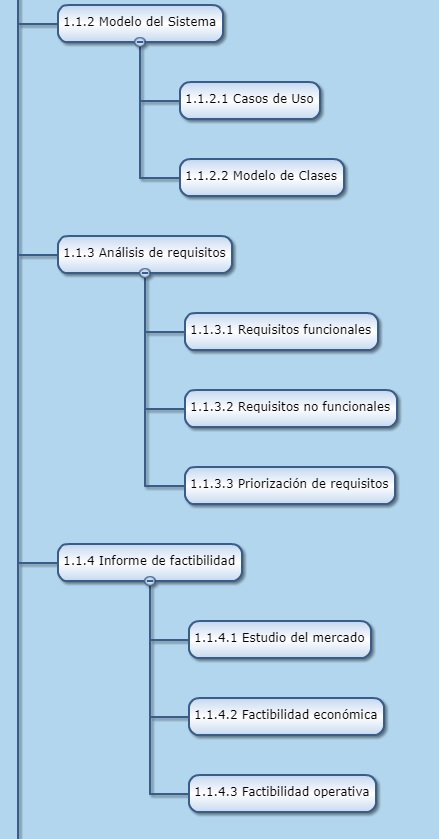 1.1.2 Modelo del Sistema
1.1.2.1 Casos de Uso
1.1.2.2 Modelo de Clases
1.1.3 Análisis de requisitos
1.1.3.1 Requisitos funcionales
1.1.3.2 Requisitos no funcionales
1.1.3.3 Priorización de requisitos
1.1.4 Informe de factibilidad
1.1.4.1 Estudio del mercado
1.1.4.2 Factibilidad económica
1.1.4.3 Factibilidad operativa